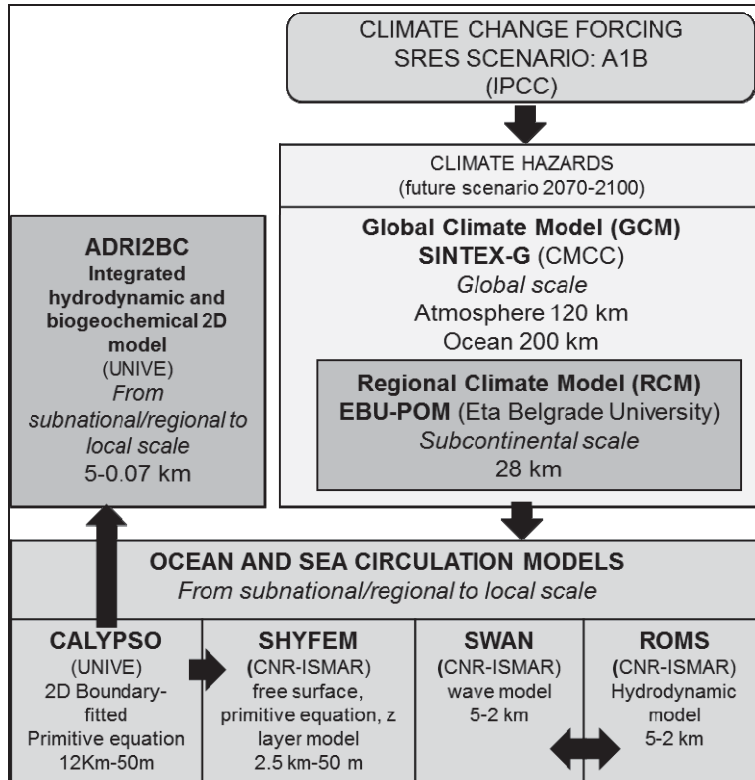 CLIMATE CHANGE FORCING
SRES SCENARIO: A1B
(IPCC)
CLIMATE HAZARDS
(future scenario 2070-2100)
Global Climate Model (GCM)
SINTEX-G (CMCC)
Global scale
Atmosphere 120 km
Ocean 200 km
Regional Climate Model (RCM)
EBU-POM (Eta Belgrade University)
Subcontinental scale
28 km
ADRI2BC
Integrated
hydrodynamic and
biogeochemical 2D
model
(UNIVE)
From
subnational/regional to
local scale
5-0.07 km
OCEAN AND SEA CIRCULATION MODELS
From subnational/regional to local scale
CALYPSO
(UNIVE)
2D Boundary-
fitted
Primitive equation
12Km-50m
SHYFEM
(CNR-ISMAR)
free surface,
primitive equation, z
layer model
2.5 km-50 m
SWAN
(CNR-ISMAR)
wave model
5-2 km
ROMS
(CNR-ISMAR)
Hydrodynamic
model
5-2 km